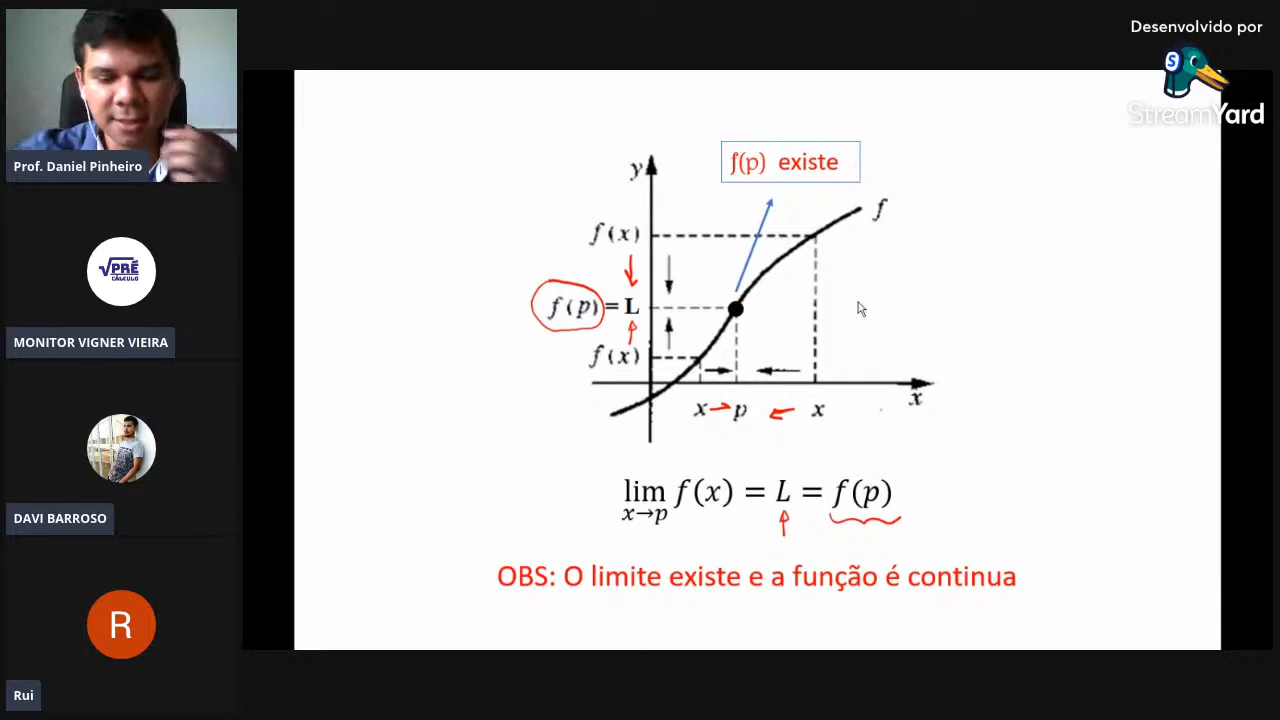 Desenvolvido por
StreamYard
Prof. Daniel Pinheiro
√PRÉ
CÁLCULO
MONITOR VIGNER VIEIRA
DAVI BARROSO
R
Rui
f(p) existe
y
f
f(x)
f(p) = L
f(x)
x → p ← x
x
lim f(x) = L = f(p)
x→p
OBS: O limite existe e a função é continua